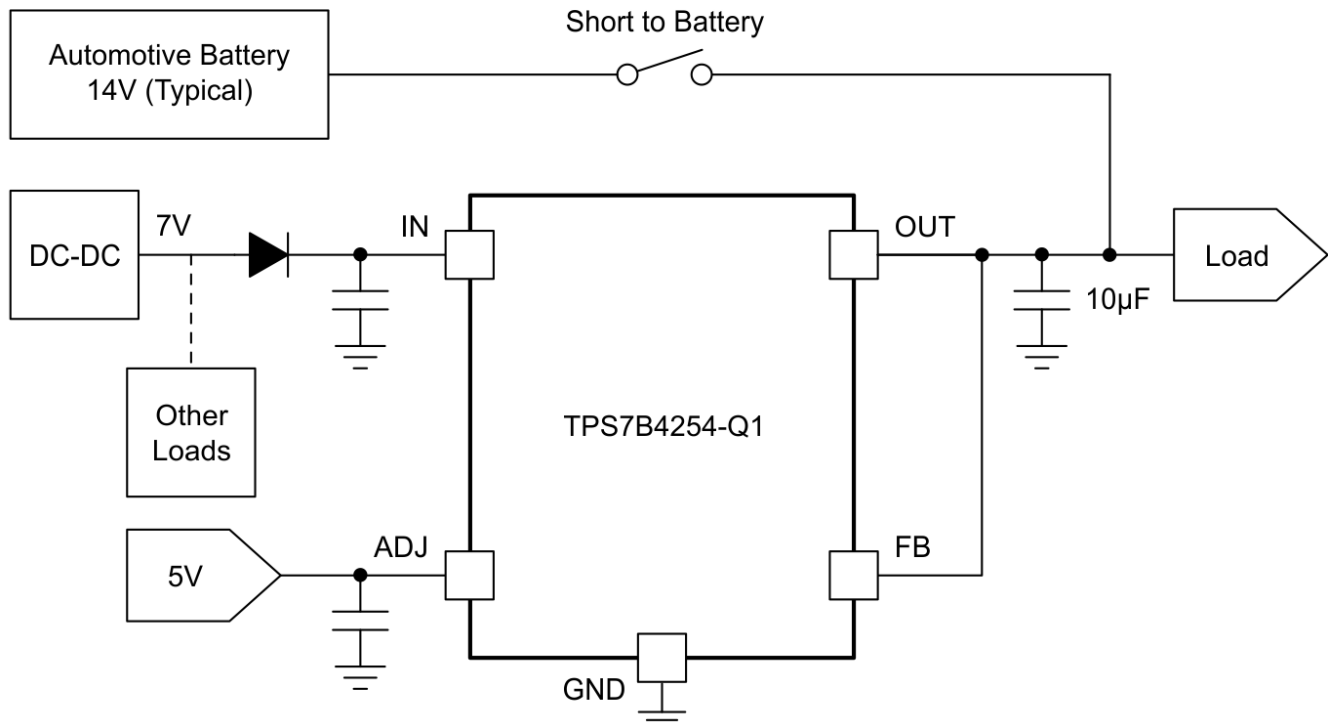 Short to Battery
Automotive Battery
14V (Typical)
DC-DC
7V
IN
OUT
Load
10µF
Other
Loads
TPS7B4254-Q1
5V
ADJ
FB
GND